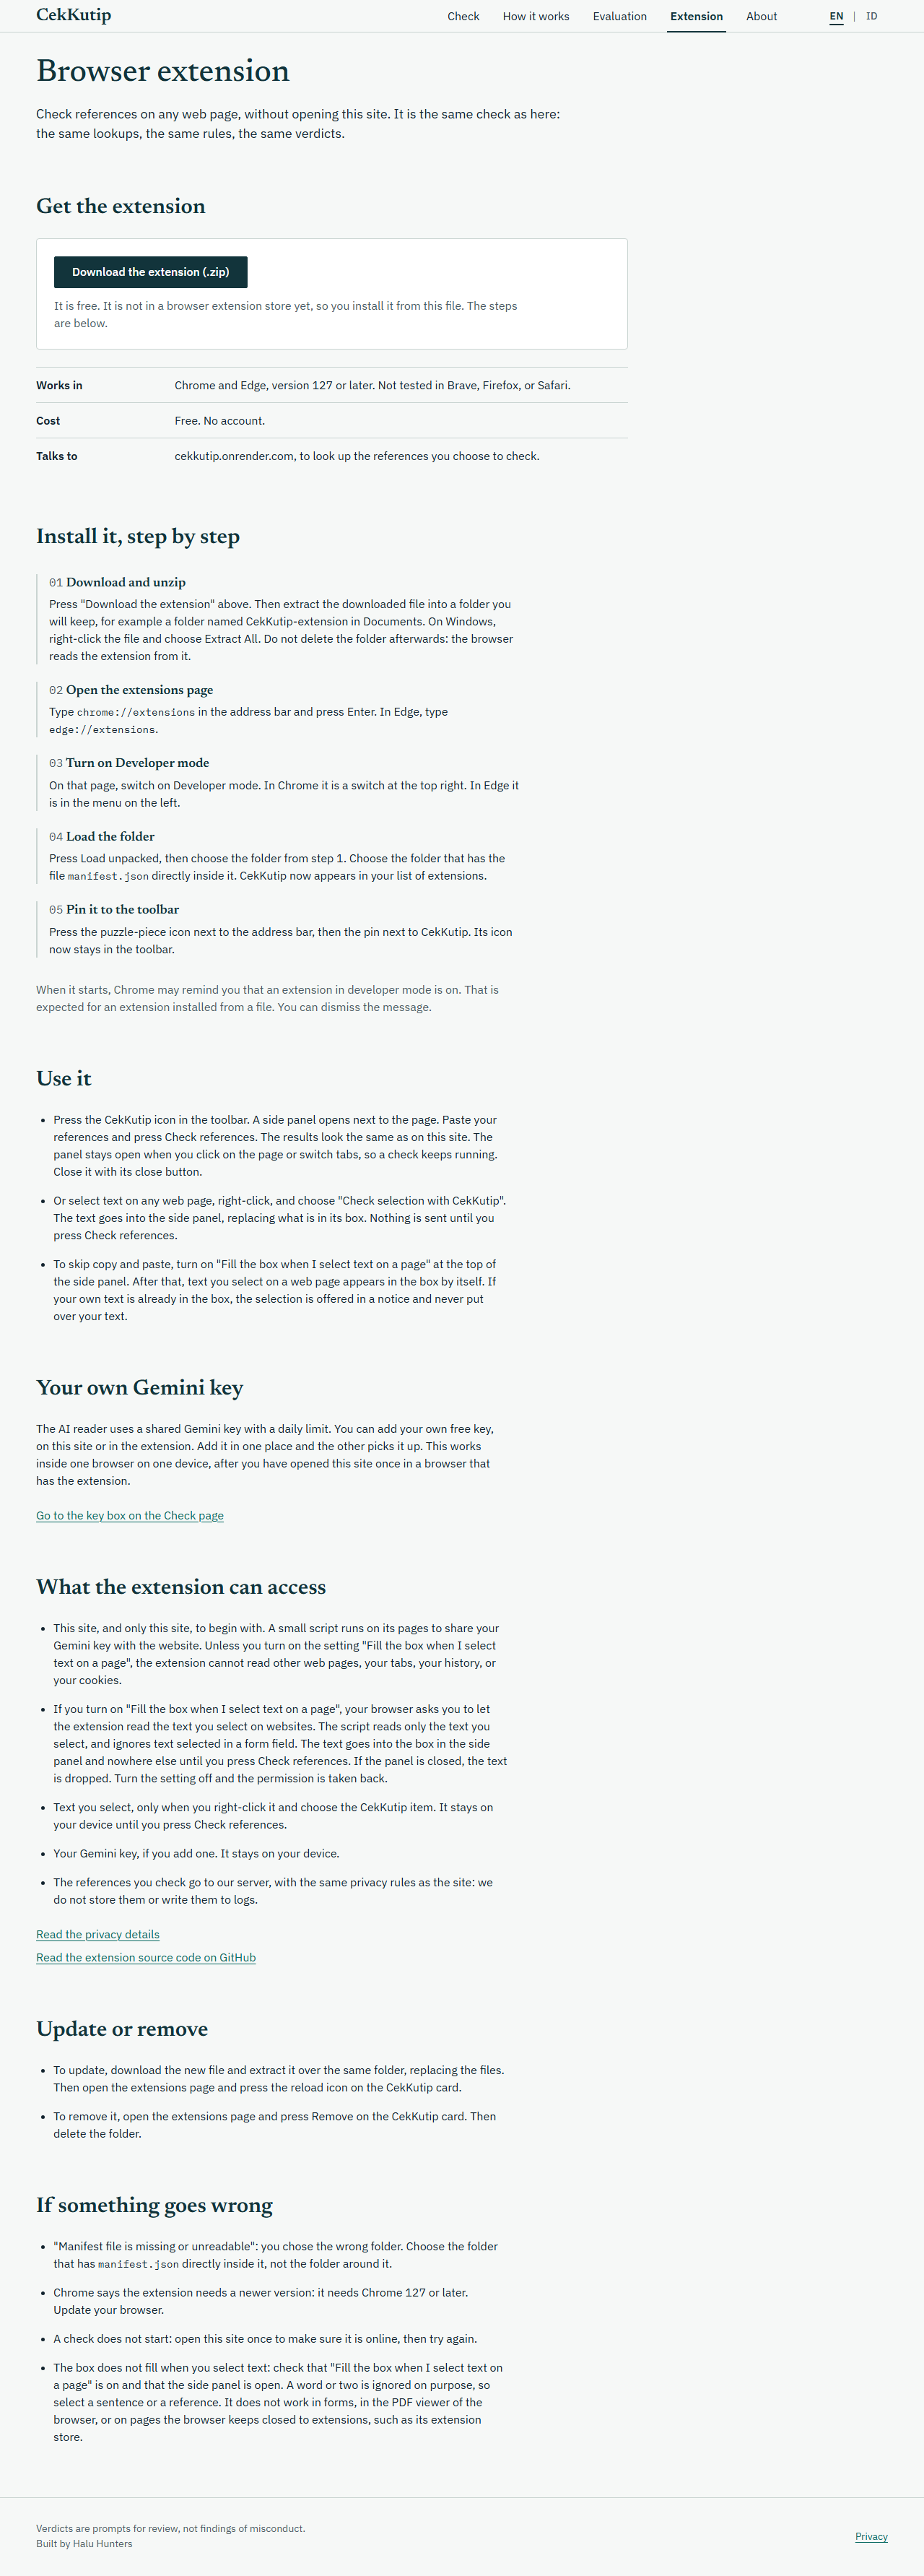 CekKutip
Check How it works Evaluation Extension About EN | ID
Browser extension
Check references on any web page, without opening this site. It is the same check as here:
the same lookups, the same rules, the same verdicts.
Get the extension
Download the extension (.zip)
It is free. It is not in a browser extension store yet, so you install it from this file. The steps
are below.
Works in Chrome and Edge, version 127 or later. Not tested in Brave, Firefox, or Safari.
Cost Free. No account.
Talks to cekkutip.onrender.com, to look up the references you choose to check.
Install it, step by step
01 Download and unzip
Press "Download the extension" above. Then extract the downloaded file into a folder you
will keep, for example a folder named CekKutip-extension in Documents. On Windows,
right-click the file and choose Extract All. Do not delete the folder afterwards: the browser
reads the extension from it.
02 Open the extensions page
Type chrome://extensions in the address bar and press Enter. In Edge, type
edge://extensions.
03 Turn on Developer mode
On that page, switch on Developer mode. In Chrome it is a switch at the top right. In Edge it
is in the menu on the left.
04 Load the folder
Press Load unpacked, then choose the folder from step 1. Choose the folder that has the
file manifest.json directly inside it. CekKutip now appears in your list of extensions.
05 Pin it to the toolbar
Press the puzzle-piece icon next to the address bar, then the pin next to CekKutip. Its icon
now stays in the toolbar.
When it starts, Chrome may remind you that an extension in developer mode is on. That is
expected for an extension installed from a file. You can dismiss the message.
Use it
• Press the CekKutip icon in the toolbar. A side panel opens next to the page. Paste your
references and press Check references. The results look the same as on this site. The
panel stays open when you click on the page or switch tabs, so a check keeps running.
Close it with its close button.
• Or select text on any web page, right-click, and choose "Check selection with CekKutip".
The text goes into the side panel, replacing what is in its box. Nothing is sent until you
press Check references.
• To skip copy and paste, turn on "Fill the box when I select text on a page" at the top of
the side panel. After that, text you select on a web page appears in the box by itself. If
your own text is already in the box, the selection is offered in a notice and never put
over your text.
Your own Gemini key
The AI reader uses a shared Gemini key with a daily limit. You can add your own free key,
on this site or in the extension. Add it in one place and the other picks it up. This works
inside one browser on one device, after you have opened this site once in a browser that
has the extension.
Go to the key box on the Check page
What the extension can access
• This site, and only this site, to begin with. A small script runs on its pages to share your
Gemini key with the website. Unless you turn on the setting "Fill the box when I select
text on a page", the extension cannot read other web pages, your tabs, your history, or
your cookies.
• If you turn on "Fill the box when I select text on a page", your browser asks you to let
the extension read the text you select on websites. The script reads only the text you
select, and ignores text selected in a form field. The text goes into the box in the side
panel and nowhere else until you press Check references. If the panel is closed, the text
is dropped. Turn the setting off and the permission is taken back.
• Text you select, only when you right-click it and choose the CekKutip item. It stays on
your device until you press Check references.
• Your Gemini key, if you add one. It stays on your device.
• The references you check go to our server, with the same privacy rules as the site: we
do not store them or write them to logs.
Read the privacy details
Read the extension source code on GitHub
Update or remove
• To update, download the new file and extract it over the same folder, replacing the files.
Then open the extensions page and press the reload icon on the CekKutip card.
• To remove it, open the extensions page and press Remove on the CekKutip card. Then
delete the folder.
If something goes wrong
• "Manifest file is missing or unreadable": you chose the wrong folder. Choose the folder
that has manifest.json directly inside it, not the folder around it.
• Chrome says the extension needs a newer version: it needs Chrome 127 or later.
Update your browser.
• A check does not start: open this site once to make sure it is online, then try again.
• The box does not fill when you select text: check that "Fill the box when I select text on
a page" is on and that the side panel is open. A word or two is ignored on purpose, so
select a sentence or a reference. It does not work in forms, in the PDF viewer of the
browser, or on pages the browser keeps closed to extensions, such as its extension
store.
Verdicts are prompts for review, not findings of misconduct.
Built by Halu Hunters
Privacy